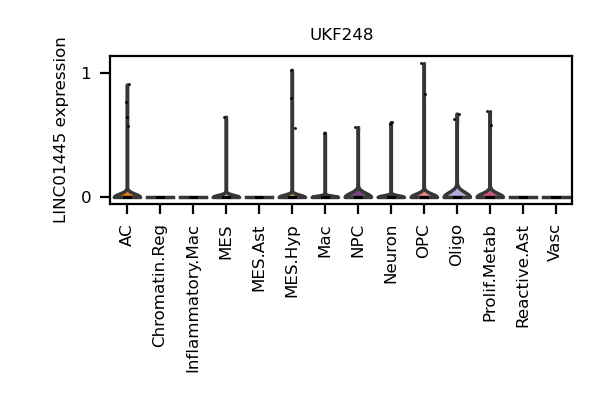 UKF248
LINC01445 expression
1
0
AC
Chromatin.Reg
Inflammatory.Mac
MES
MES.Ast
MES.Hyp
Mac
NPC
Neuron
OPC
Oligo
Prolif.Metab
Reactive.Ast
Vasc